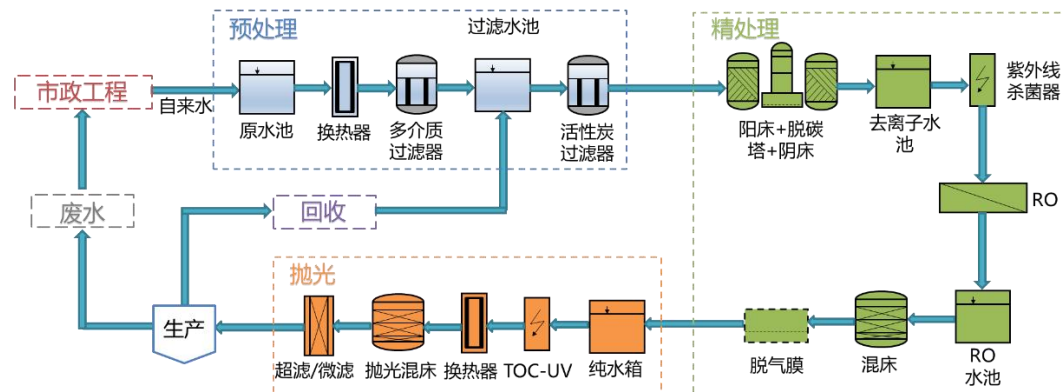 预处理
过滤水池
精处理
市政工程
自来水
原水池
换热器
多介质
过滤器
活性炭
过滤器
阳床+脱碳
塔+阴床
去离子水
池
紫外线
杀菌器
RO
废水
回收
抛光
生产
超滤/微滤
抛光混床
换热器
TOC-UV
纯水箱
脱气膜
混床
RO
水池